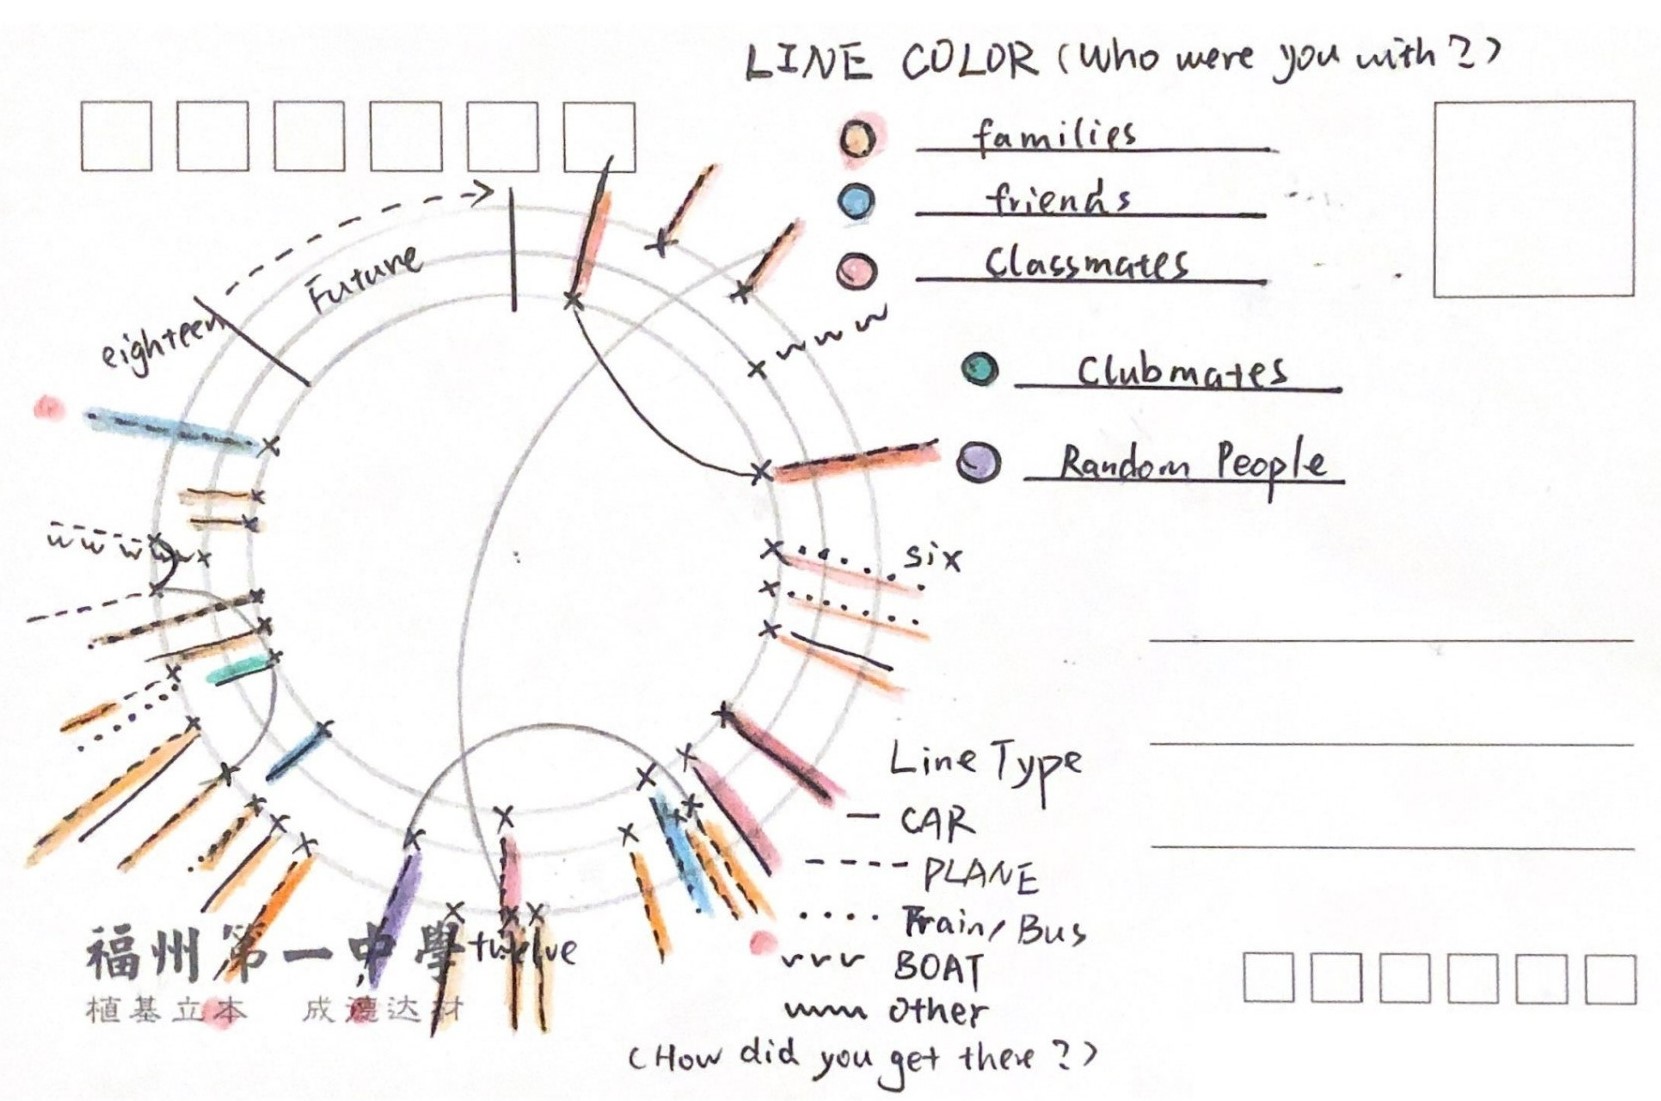 LINE COLOR (Who were you with?)
families
friends
Classmates
Clubmates
Random People
Future
eighteen
six
twelve
Line Type
CAR
PLANE
Train/Bus
BOAT
other
(How did you get there?)
福州第一中學
植基立本 成德达材